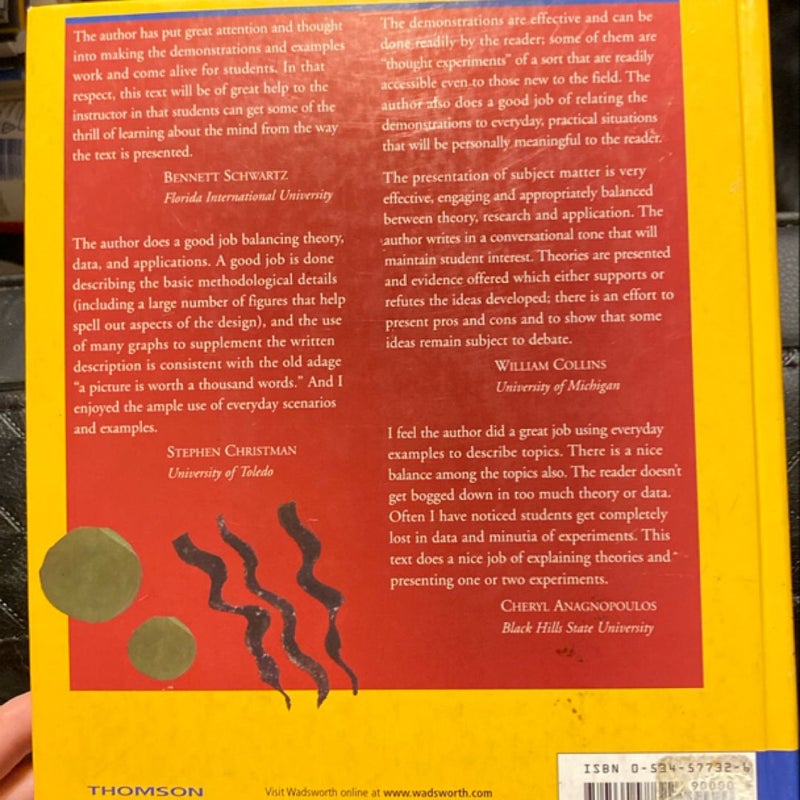 The author has put great attention and thought
into making the demonstrations and examples
work and come alive for students. In that
respect, this text will be of great help to the
instructor in that students can get some of the
thrill of learning about the mind from the way
the text is presented.
BENNETT SCHWARTZ
Florida International University
The author does a good job balancing theory,
data, and applications. A good job is done
describing the basic methodological details
(including a large number of figures that help
spell out aspects of the design), and the use
of many graphs to supplement the written
description is consistent with the old adage
“a picture is worth a thousand words.” And I
enjoyed the ample use of everyday scenarios
and examples.
STEPHEN CHRISTMAN
University of Toledo
The demonstrations are effective and can be
done readily by the reader; some of them are
“thought experiments” of a sort that are readily
accessible even to those new to the field. The
author also does a good job of relating the
demonstrations to everyday, practical situations
that will be personally meaningful to the reader.
The presentation of subject matter is very
effective, engaging and appropriately balanced
between theory, research and application. The
author writes in a conversational tone that will
maintain student interest. Theories are presented
and evidence offered which either supports or
refutes the ideas developed; there is an effort to
present pros and cons and to show that some
ideas remain subject to debate.
WILLIAM COLLINS
University of Michigan
I feel the author did a great job using everyday
examples to describe topics. There is a nice
balance among the topics also. The reader doesn't
get bogged down in too much theory or data.
Often I have noticed students get completely
lost in data and minutia of experiments. This
text does a nice job of explaining theories and
presenting one or two experiments.
CHERYL ANAGNOPOULOS
Black Hills State University
THOMSON
Visit Wadsworth online at www.wadsworth.com
ISBN 0-534-57732-6
90000